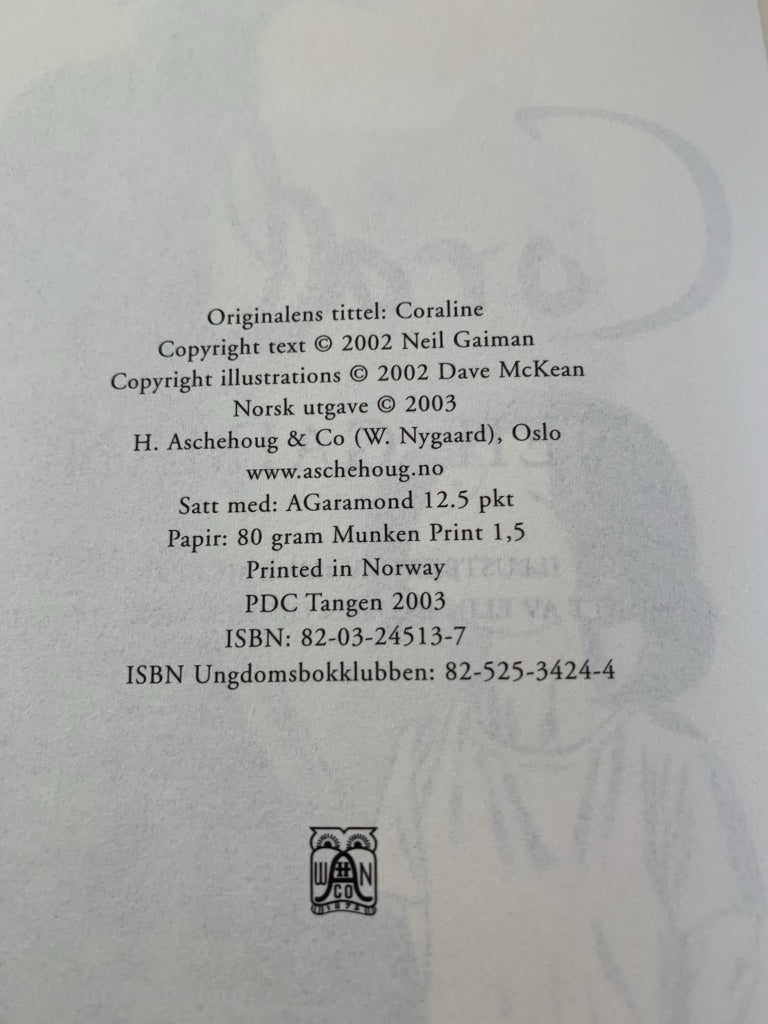 Originalens tittel: Coraline
Copyright text © 2002 Neil Gaiman
Copyright illustrations © 2002 Dave McKean
Norsk utgave © 2003
H. Aschehoug & Co (W. Nygaard), Oslo
www.aschehoug.no
Satt med: AGaramond 12.5 pkt
Papir: 80 gram Munken Print 1,5
Printed in Norway
PDC Tangen 2003
ISBN: 82-03-24513-7
ISBN Ungdomsbokklubben: 82-525-3424-4
W H N
CO